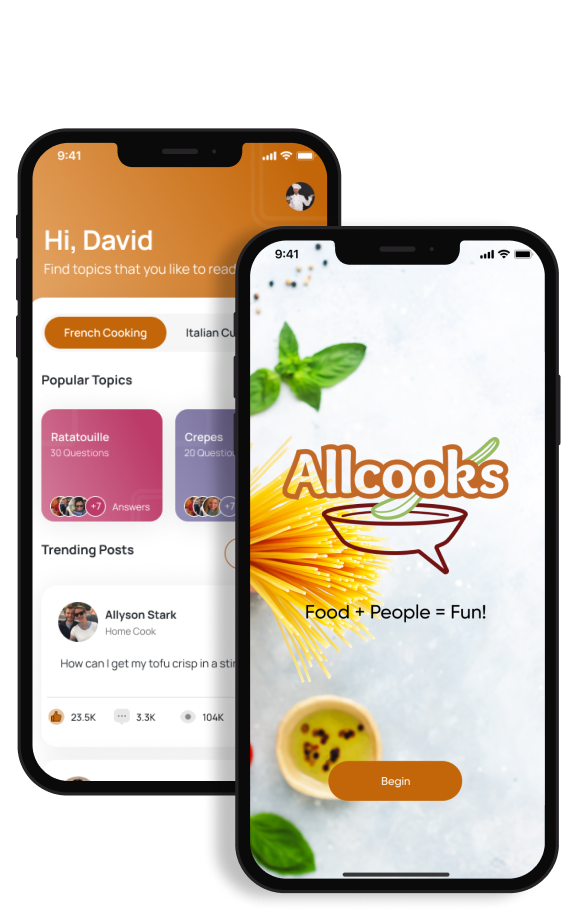 9:41
Hi, David
Find topics that you like to read
French Cooking
Italian Cu
Popular Topics
Ratatouille
30 Questions
+7
Answers
Crepes
20 Questio
+7
Trending Posts
Allyson Stark
Home Cook
How can I get my tofu crisp in a stir
23.5K
3.3K
104K
9:41
Allcooks
Food + People = Fun!
Begin